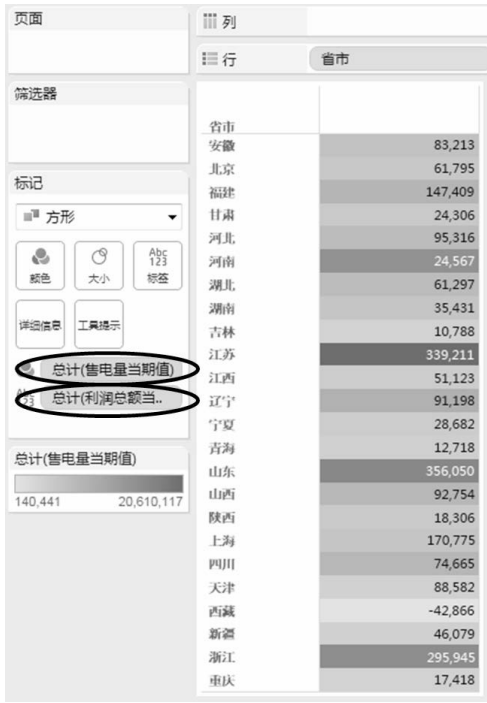 页面
列
行
省市
筛选器
标记
方形
颜色
大小
Abc
123
标签
详细信息
工具提示
总计(售电量当期值)
总计(利润总额当..
总计(售电量当期值)
140,441
20,610,117
省市
安徽 83,213
北京 61,795
福建 147,409
甘肃 24,306
河北 95,316
河南 24,567
湖北 61,297
湖南 35,431
吉林 10,788
江苏 339,211
江西 51,123
辽宁 91,198
宁夏 28,682
青海 12,718
山东 356,050
山西 92,754
陕西 18,306
上海 170,775
四川 74,665
天津 88,582
西藏 -42,866
新疆 46,079
浙江 295,945
重庆 17,418